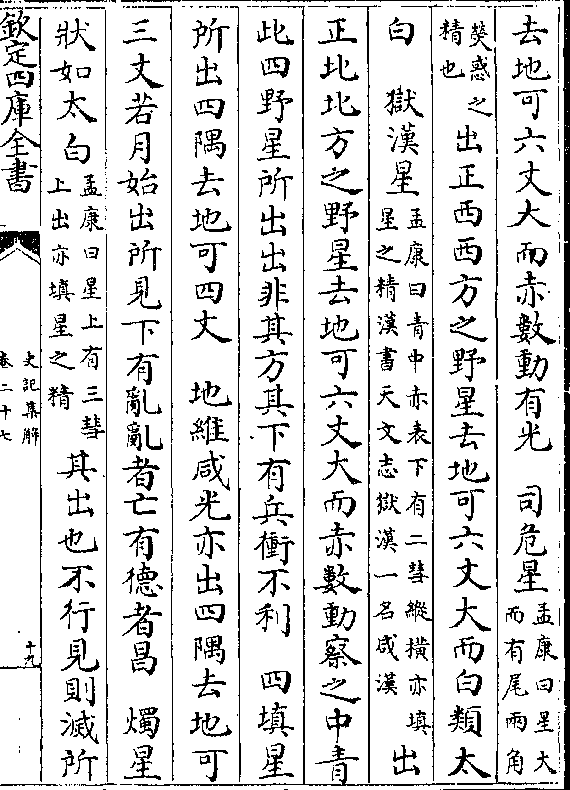 去地可六丈大而赤數動有光　司危星孟康曰星大而有尾兩角
熒惑之精也出正西西方之野星去地可六丈大而白類太
白　獄漢星孟康曰青中赤表下有二彗縱橫亦填星之精漢書天文志獄漢一名咸漢出
正北北方之野星去地可六丈大而赤數動察之中青
此四野星所出出非其方其下有兵衝不利　四填星
所出四隅去地可四丈　地維咸光亦出四隅去地可
三丈若月始出所見下有亂亂者亡有德者昌　燭星
狀如太白孟康曰星上有三彗上出亦填星之精其出也不行見則滅所
欽定四庫全書
史記集解
卷二十七
十九